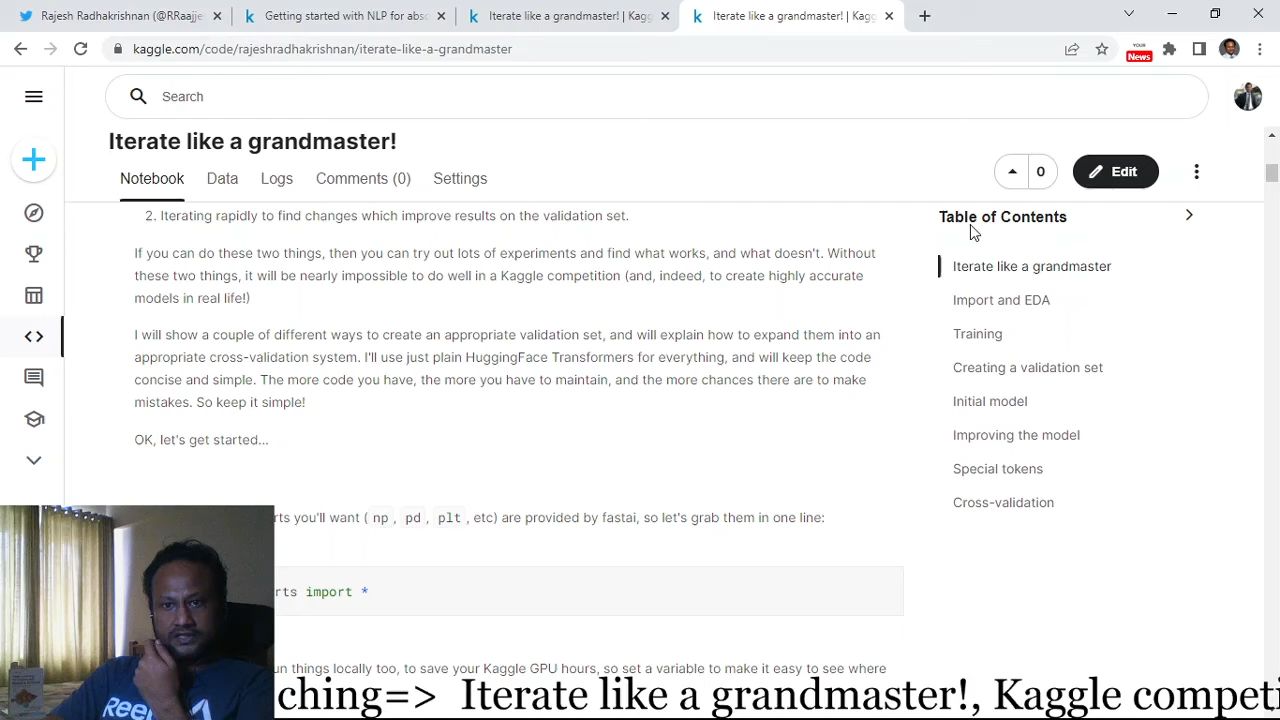 Rajesh Radhakrishnan (@RRaajjes
Getting started with NLP for absc
Iterate like a grandmaster! | Kagg
Iterate like a grandmaster! | Kagg
kaggle.com/code/rajeshradhakrishnan/iterate-like-a-grandmaster
YOUR
News
Search
Iterate like a grandmaster!
Notebook Data Logs Comments (0) Settings
0
Edit
2. Iterating rapidly to find changes which improve results on the validation set.
If you can do these two things, then you can try out lots of experiments and find what works, and what doesn't. Without
these two things, it will be nearly impossible to do well in a Kaggle competition (and, indeed, to create highly accurate
models in real life!)
I will show a couple of different ways to create an appropriate validation set, and will explain how to expand them into an
appropriate cross-validation system. I'll use just plain HuggingFace Transformers for everything, and will keep the code
concise and simple. The more code you have, the more you have to maintain, and the more chances there are to make
mistakes. So keep it simple!
OK, let's get started...
rts you'll want ( np , pd , plt , etc) are provided by fastai, so let's grab them in one line:
rts import *
un things locally too, to save your Kaggle GPU hours, so set a variable to make it easy to see where
Table of Contents
Iterate like a grandmaster
Import and EDA
Training
Creating a validation set
Initial model
Improving the model
Special tokens
Cross-validation
ching=> Iterate like a grandmaster!, Kaggle competi